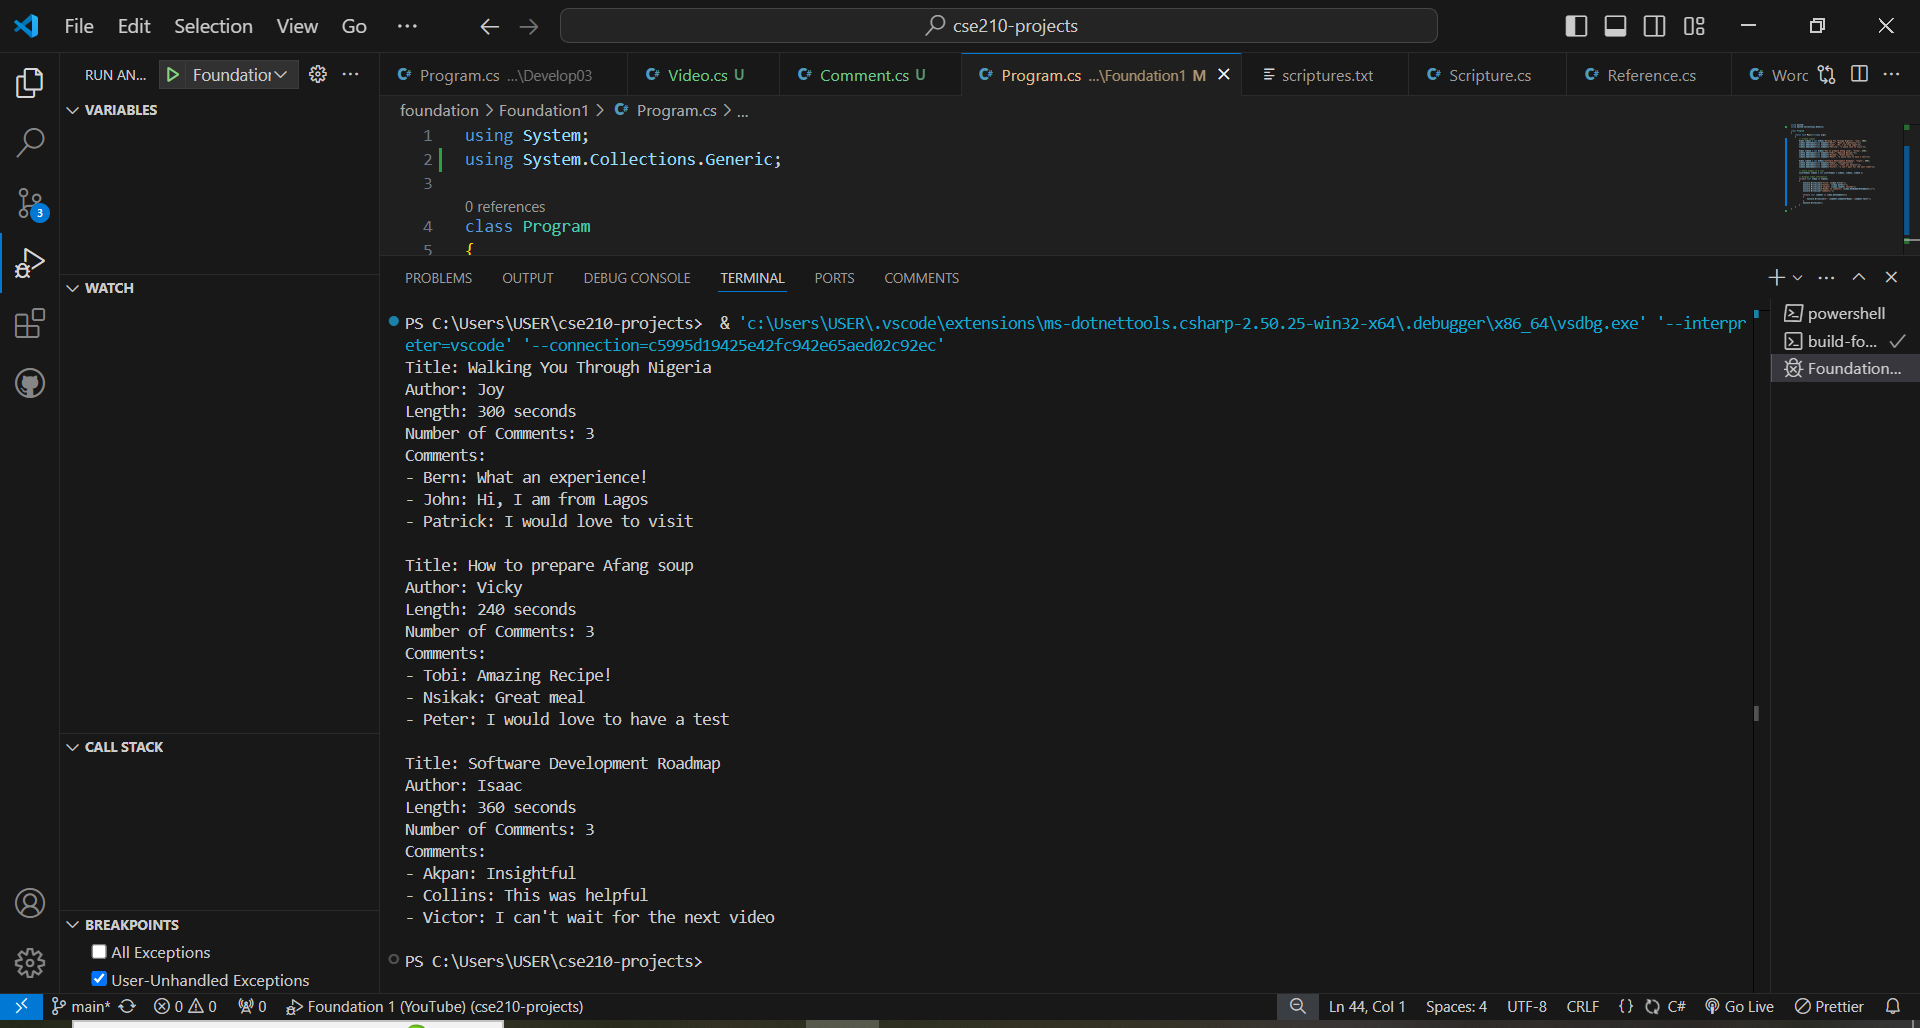 File Edit Selection View Go ··· cse210-projects
RUN AN... Foundation ···
Program.cs ...\Develop03 Video.cs U Comment.cs U Program.cs ...\Foundation1 M scriptures.txt Scripture.cs Reference.cs Worc ···
VARIABLES
WATCH
CALL STACK
BREAKPOINTS
All Exceptions
User-Unhandled Exceptions
3
foundation > Foundation1 > Program.cs > ...
1 using System;
2 using System.Collections.Generic;
3
0 references
4 class Program
5 {
PROBLEMS OUTPUT DEBUG CONSOLE TERMINAL PORTS COMMENTS
PS C:\Users\USER\cse210-projects>  & 'c:\Users\USER\.vscode\extensions\ms-dotnettools.csharp-2.50.25-win32-x64\.debugger\x86_64\vsdbg.exe' '--interpr
eter=vscode' '--connection=c5995d19425e42fc942e65aed02c92ec'
Title: Walking You Through Nigeria
Author: Joy
Length: 300 seconds
Number of Comments: 3
Comments:
- Bern: What an experience!
- John: Hi, I am from Lagos
- Patrick: I would love to visit
Title: How to prepare Afang soup
Author: Vicky
Length: 240 seconds
Number of Comments: 3
Comments:
- Tobi: Amazing Recipe!
- Nsikak: Great meal
- Peter: I would love to have a test
Title: Software Development Roadmap
Author: Isaac
Length: 360 seconds
Number of Comments: 3
Comments:
- Akpan: Insightful
- Collins: This was helpful
- Victor: I can't wait for the next video
PS C:\Users\USER\cse210-projects>
powershell
build-fo...
Foundation...
main* 0 0 0 Foundation 1 (YouTube) (cse210-projects) Ln 44, Col 1 Spaces: 4 UTF-8 CRLF {} C# Go Live Prettier